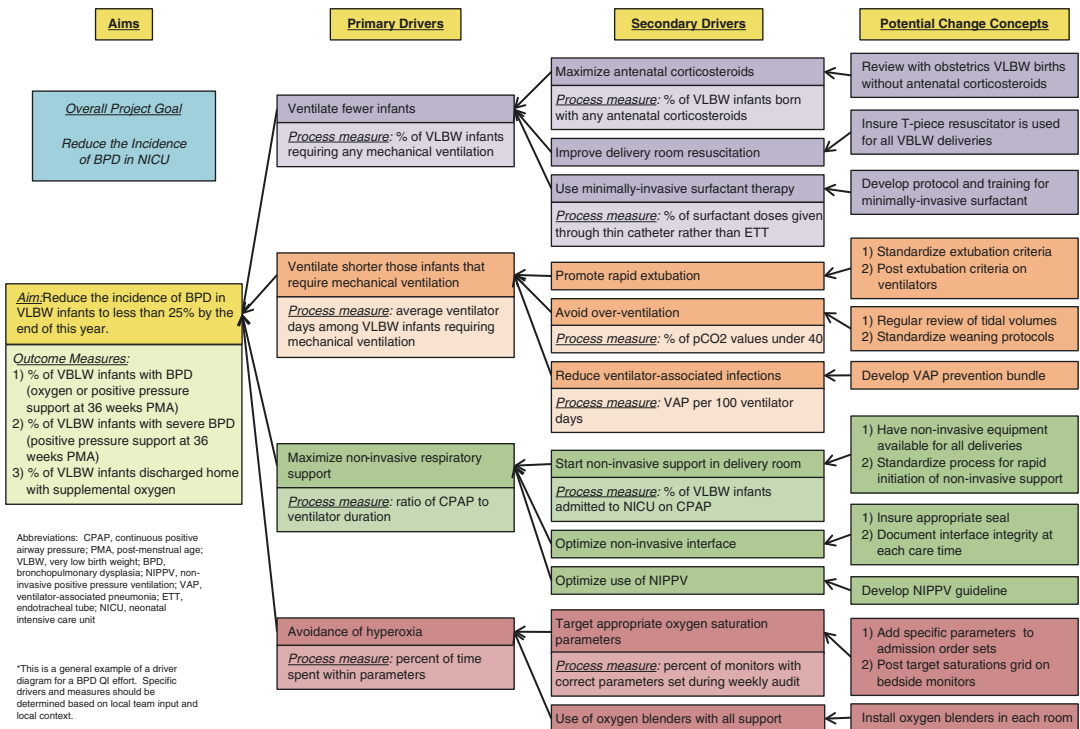 Aims
Primary Drivers
Secondary Drivers
Potential Change Concepts
Overall Project Goal
Reduce the Incidence
of BPD in NICU
Aim:Reduce the incidence of BPD in
VLBW infants to less than 25% by the
end of this year.
Outcome Measures:
1) % of VBLW infants with BPD
(oxygen or positive pressure
support at 36 weeks PMA)
2) % of VLBW infants with severe BPD
(positive pressure support at 36
weeks PMA)
3) % of VLBW infants discharged home
with supplemental oxygen
Abbreviations: CPAP, continuous positive
airway pressure; PMA, post-menstrual age;
VLBW, very low birth weight; BPD,
bronchopulmonary dysplasia; NIPPV, non-
invasive positive pressure ventilation; VAP,
ventilator-associated pneumonia; ETT,
endotracheal tube; NICU, neonatal
intensive care unit
*This is a general example of a driver
diagram for a BPD QI effort. Specific
drivers and measures should be
determined based on local team input and
local context.
Ventilate fewer infants
Process measure: % of VLBW infants
requiring any mechanical ventilation
Ventilate shorter those infants that
require mechanical ventilation
Process measure: average ventilator
days among VLBW infants requiring
mechanical ventilation
Maximize non-invasive respiratory
support
Process measure: ratio of CPAP to
ventilator duration
Avoidance of hyperoxia
Process measure: percent of time
spent within parameters
Maximize antenatal corticosteroids
Process measure: % of VLBW infants born
with any antenatal corticosteroids
Improve delivery room resuscitation
Use minimally-invasive surfactant therapy
Process measure: % of surfactant doses given
through thin catheter rather than ETT
Promote rapid extubation
Avoid over-ventilation
Process measure: % of pCO2 values under 40
Reduce ventilator-associated infections
Process measure: VAP per 100 ventilator
days
Start non-invasive support in delivery room
Process measure: % of VLBW infants
admitted to NICU on CPAP
Optimize non-invasive interface
Optimize use of NIPPV
Target appropriate oxygen saturation
parameters
Process measure: percent of monitors with
correct parameters set during weekly audit
Use of oxygen blenders with all support
Review with obstetrics VLBW births
without antenatal corticosteroids
Insure T-piece resuscitator is used
for all VBLW deliveries
Develop protocol and training for
minimally-invasive surfactant
1) Standardize extubation criteria
2) Post extubation criteria on
ventilators
1) Regular review of tidal volumes
2) Standardize weaning protocols
Develop VAP prevention bundle
1) Have non-invasive equipment
available for all deliveries
2) Standardize process for rapid
initiation of non-invasive support
1) Insure appropriate seal
2) Document interface integrity at
each care time
Develop NIPPV guideline
1) Add specific parameters to
admission order sets
2) Post target saturations grid on
bedside monitors
Install oxygen blenders in each room